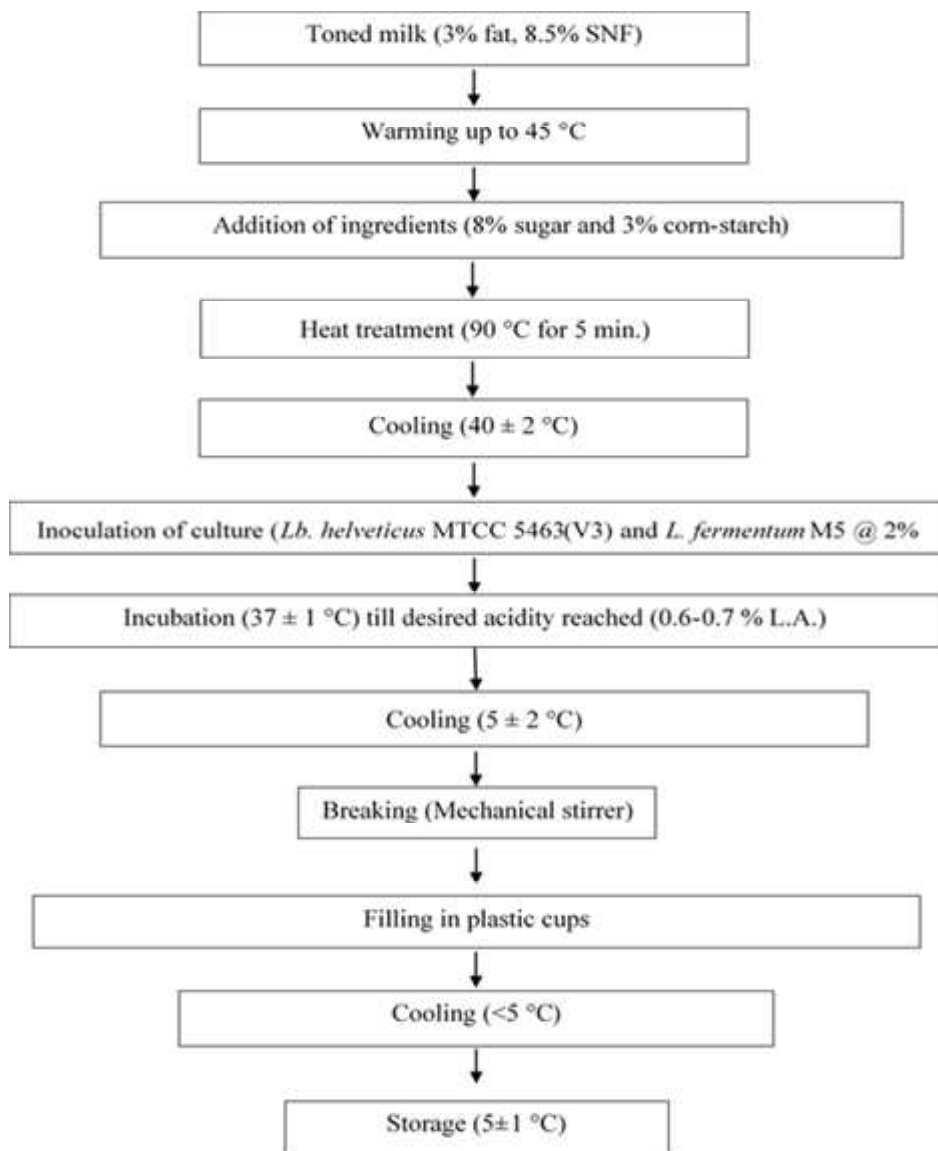 Toned milk (3% fat, 8.5% SNF)
Warming up to 45 °C
Addition of ingredients (8% sugar and 3% corn-starch)
Heat treatment (90 °C for 5 min.)
Cooling (40 ± 2 °C)
Inoculation of culture (Lb. helveticus MTCC 5463(V3) and L. fermentum M5 @ 2%
Incubation (37 ± 1 °C) till desired acidity reached (0.6-0.7 % L.A.)
Cooling (5 ± 2 °C)
Breaking (Mechanical stirrer)
Filling in plastic cups
Cooling (<5 °C)
Storage (5±1 °C)